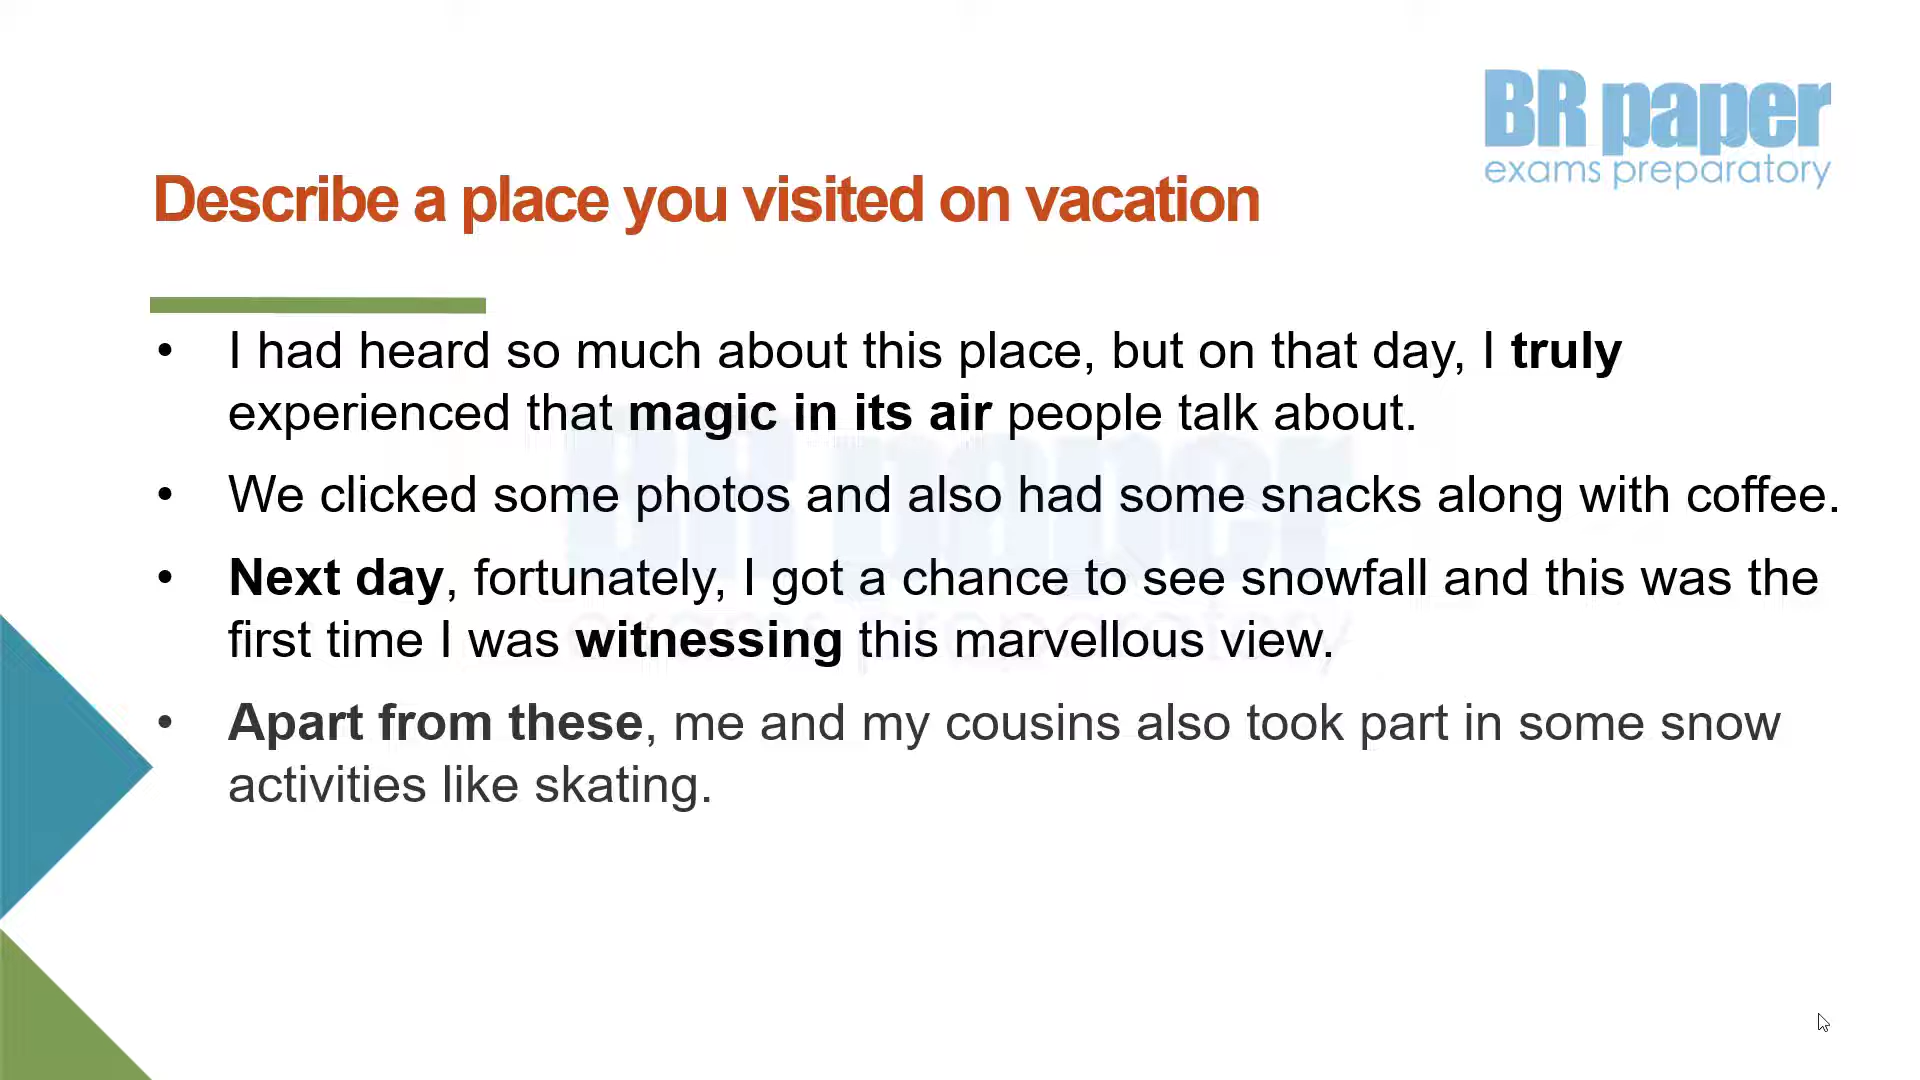 BR paper
exams preparatory
Describe a place you visited on vacation
• I had heard so much about this place, but on that day, I truly
experienced that magic in its air people talk about.
• We clicked some photos and also had some snacks along with coffee.
• Next day, fortunately, I got a chance to see snowfall and this was the
first time I was witnessing this marvellous view.
• Apart from these, me and my cousins also took part in some snow
activities like skating.
BR paper
exams preparatory